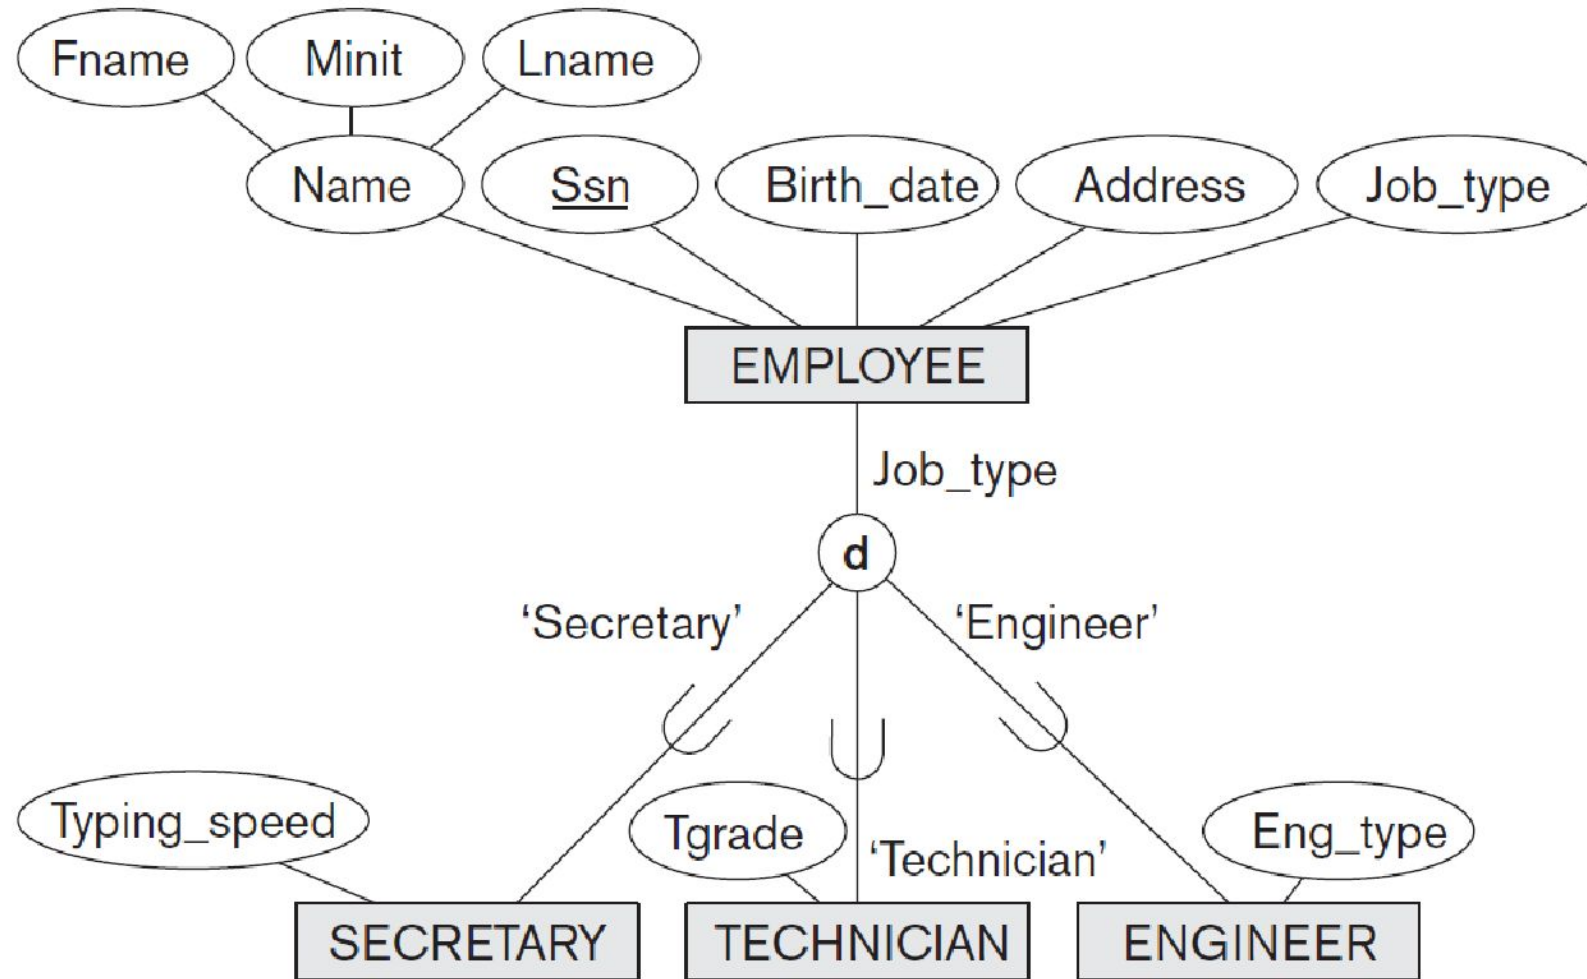 Fname Minit Lname
Name Ssn Birth_date Address Job_type
EMPLOYEE
Job_type
d
‘Secretary’ ‘Engineer’
Typing_speed Tgrade Eng_type
‘Technician’
SECRETARY TECHNICIAN ENGINEER